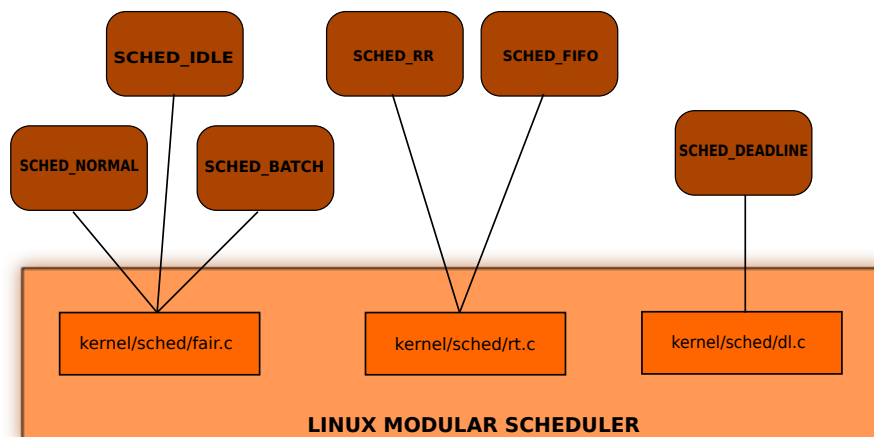 SCHED_IDLE
SCHED_RR
SCHED_FIFO
SCHED_NORMAL
SCHED_BATCH
SCHED_DEADLINE
kernel/sched/fair.c
kernel/sched/rt.c
kernel/sched/dl.c
LINUX MODULAR SCHEDULER